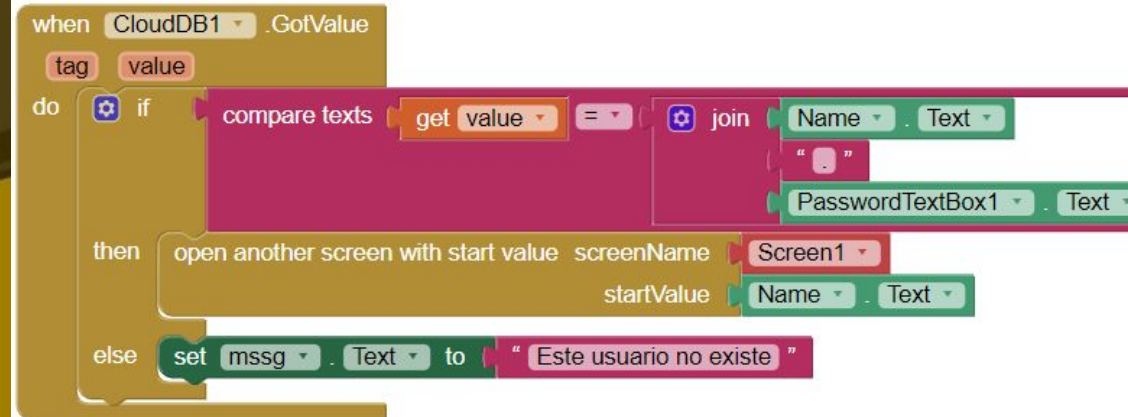 when CloudDB1 .GotValue
tag value
do if compare texts get value = join Name . Text
" . "
PasswordTextBox1 . Text
then open another screen with start value screenName Screen1
startValue Name . Text
else set mssg . Text to " Este usuario no existe "